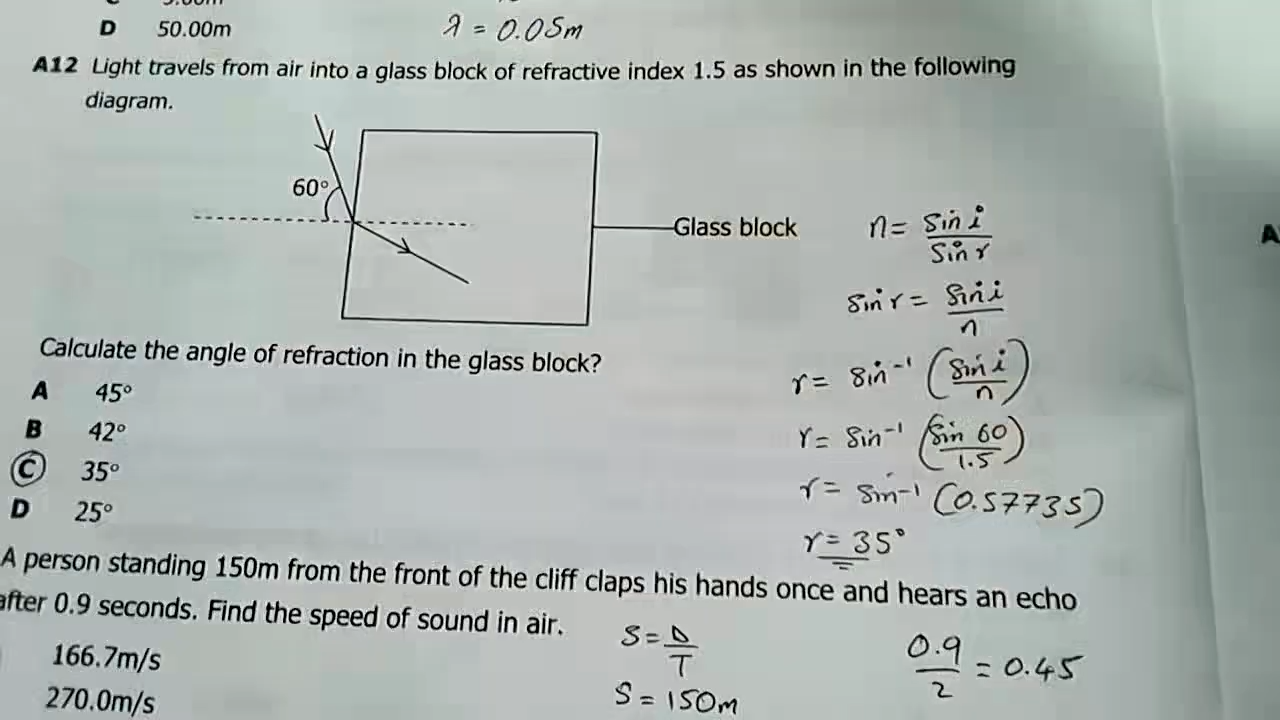 D 50.00m
λ = 0.05m
A12 Light travels from air into a glass block of refractive index 1.5 as shown in the following
diagram.
60°
Glass block
n = sin i / sin r
sin r = sin i / n
Calculate the angle of refraction in the glass block?
r = sin⁻¹ (sin i / n)
A 45°
B 42°
r = sin⁻¹ (sin 60 / 1.5)
C 35°
r = sin⁻¹ (0.57735)
D 25°
r = 35°
A person standing 150m from the front of the cliff claps his hands once and hears an echo
after 0.9 seconds. Find the speed of sound in air.
S = D / T
0.9 / 2 = 0.45
166.7m/s
270.0m/s
S = 150m